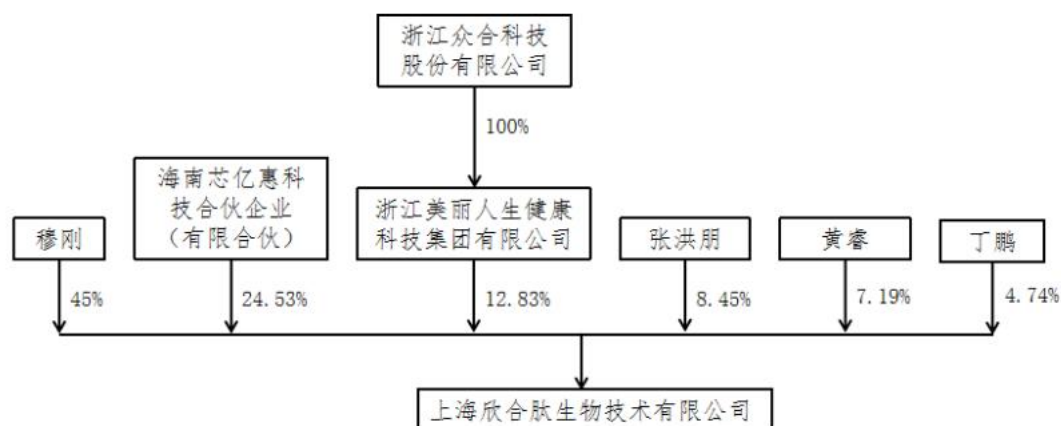 浙江众合科技
股份有限公司
100%
海南芯亿惠科
技合伙企业
（有限合伙）
浙江美丽人生健康
科技集团有限公司
穆刚
张洪朋
黄睿
丁鹏
45%
24.53%
12.83%
8.45%
7.19%
4.74%
上海欣合肽生物技术有限公司